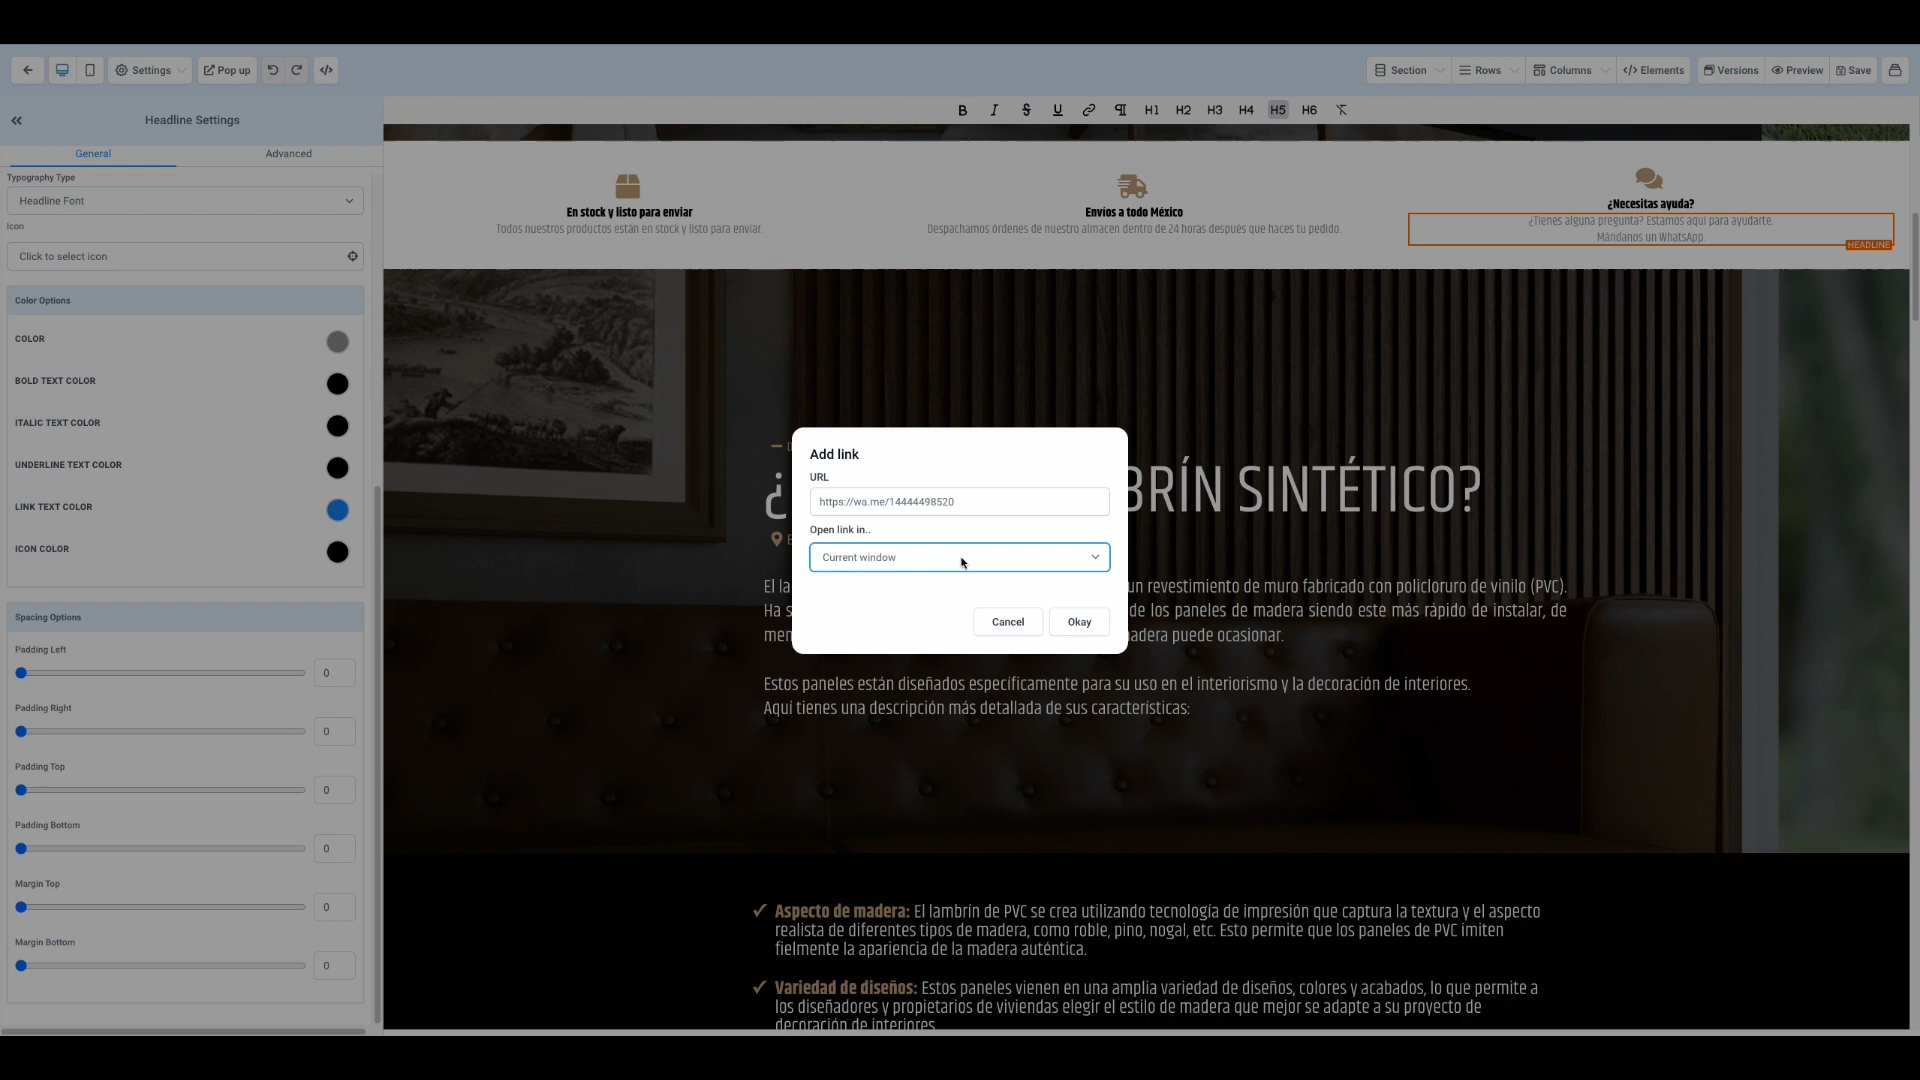 Settings
Pop up
Section
Rows
Columns
Elements
Versions
Preview
Save
Headline Settings
General
Advanced
Typography Type
Headline Font
Icon
Click to select icon
Color Options
COLOR
BOLD TEXT COLOR
ITALIC TEXT COLOR
UNDERLINE TEXT COLOR
LINK TEXT COLOR
ICON COLOR
Spacing Options
Padding Left
0
Padding Right
0
Padding Top
0
Padding Bottom
0
Margin Top
0
Margin Bottom
0
B I S U H1 H2 H3 H4 H5 H6
En stock y listo para enviar
Todos nuestros productos están en stock y listo para enviar.
Envíos a todo México
Despachamos órdenes de nuestro almacen dentro de 24 horas después que haces tu pedido.
¿Necesitas ayuda?
¿Tienes alguna pregunta? Estamos aquí para ayudarte.
Mándanos un WhatsApp.
HEADLINE
Add link
URL
https://wa.me/14444498520
Open link in..
Current window
Cancel
Okay
¿ BRÍN SINTÉTICO?
El la un revestimiento de muro fabricado con policloruro de vinilo (PVC).
Ha s de los paneles de madera siendo este más rápido de instalar, de
men adera puede ocasionar.
Estos paneles están diseñados específicamente para su uso en el interiorismo y la decoración de interiores.
Aquí tienes una descripción más detallada de sus características:
Aspecto de madera: El lambrín de PVC se crea utilizando tecnología de impresión que captura la textura y el aspecto
realista de diferentes tipos de madera, como roble, pino, nogal, etc. Esto permite que los paneles de PVC imiten
fielmente la apariencia de la madera auténtica.
Variedad de diseños: Estos paneles vienen en una amplia variedad de diseños, colores y acabados, lo que permite a
los diseñadores y propietarios de viviendas elegir el estilo de madera que mejor se adapte a su proyecto de
decoración de interiores.